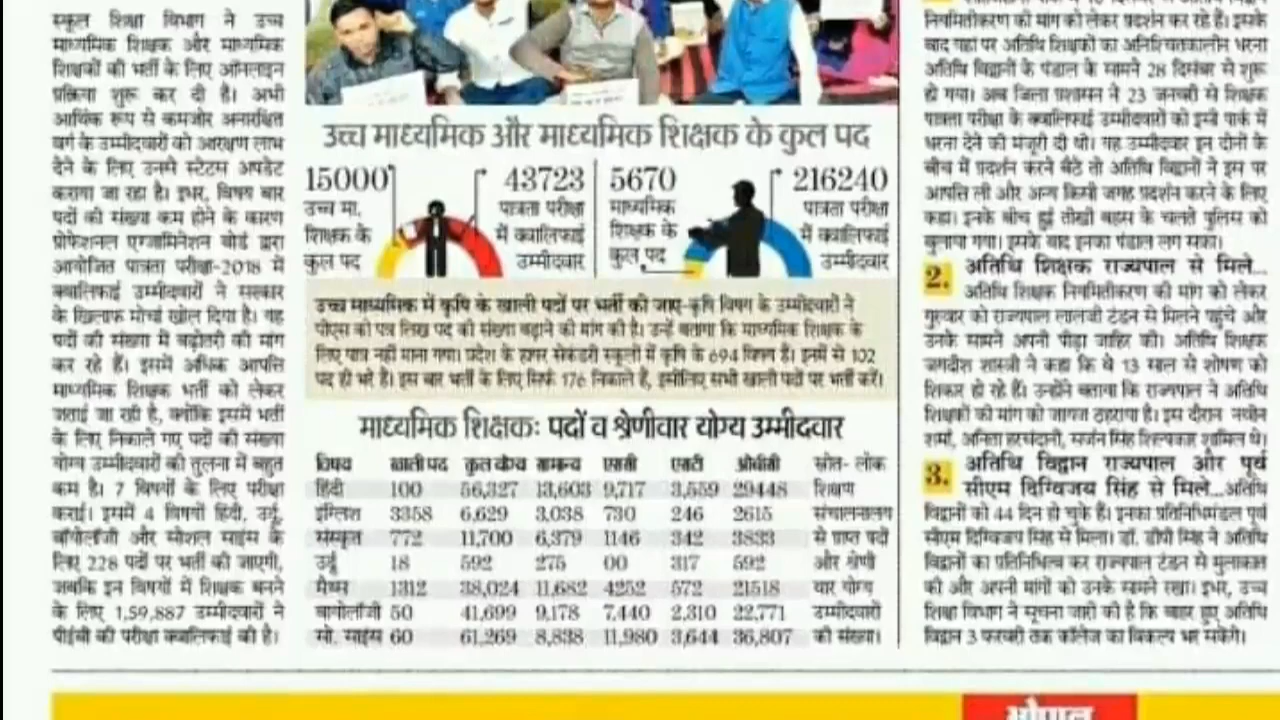 स्कूल शिक्षा विभाग ने उच्च
माध्यमिक शिक्षक और माध्यमिक
शिक्षकों की भर्ती के लिए ऑनलाइन
प्रक्रिया शुरू कर दी है। अभी
आर्थिक रूप से कमजोर अनारक्षित
वर्ग के उम्मीदवारों को आरक्षण लाभ
देने के लिए उनसे स्टेटस अपडेट
कराया जा रहा है। इधर, विषय बार
पदों की संख्या कम होने के कारण
प्रोफेशनल एग्जामिनेशन बोर्ड द्वारा
आयोजित पात्रता परीक्षा-2018 में
क्वालिफाई उम्मीदवारों ने सरकार
के खिलाफ मोर्चा खोल दिया है। यह
पदों की संख्या में बढ़ोतरी की मांग
कर रहे हैं। इसमें अधिक आपत्ति
माध्यमिक शिक्षक भर्ती को लेकर
जताई जा रही है, क्योंकि इसमें भर्ती
के लिए निकाले गए पदों की संख्या
योग्य उम्मीदवारों की तुलना में बहुत
कम है। 7 विषयों के लिए परीक्षा
कराई। इसमें 4 विषयों हिंदी, उर्दू,
बॉयोलॉजी और सोशल साइंस के
लिए 228 पदों पर भर्ती की जाएगी,
जबकि इन विषयों में शिक्षक बनने
के लिए 1,59,887 उम्मीदवारों ने
पीईबी की परीक्षा क्वालिफाई की है।
उच्च माध्यमिक और माध्यमिक शिक्षक के कुल पद
15000
उच्च मा.
शिक्षक के
कुल पद
43723
पात्रता परीक्षा
में क्वालिफाई
उम्मीदवार
5670
माध्यमिक
शिक्षक के
कुल पद
216240
पात्रता परीक्षा
में क्वालिफाई
उम्मीदवार
उच्च माध्यमिक में कृषि के खाली पदों पर भर्ती की जाए-कृषि विषय के उम्मीदवारों ने
पीएस को पत्र लिख पद की संख्या बढ़ाने की मांग की है। उन्हें बताया कि माध्यमिक शिक्षक के
लिए पात्र नहीं माना गया। प्रदेश के हायर सेकंडरी स्कूलों में कृषि के 694 विषय हैं। इनमें से 102
पद ही भरे हैं। इस बार भर्ती के लिए सिर्फ 176 निकाले हैं, इसीलिए सभी खाली पदों पर भर्ती करें।
माध्यमिक शिक्षक: पदों व श्रेणीवार योग्य उम्मीदवार
विषय खाली पद कुल योग्य सामान्य एससी एसटी ओबीसी
हिंदी 100 56,327 13,603 9,717 3,559 29448
इंग्लिश 3358 6,629 3,038 730 246 2615
संस्कृत 772 11,700 6,379 1146 342 3833
उर्दू 18 592 275 00 317 592
मैथ्स 1312 38,024 11,682 4252 572 21518
बायोलॉजी 50 41,699 9,178 7,440 2,310 22,771
सो. साइंस 60 61,269 8,838 11,980 3,644 36,807
स्रोत- लोक
शिक्षण
संचालनालय
से प्राप्त पदों
और श्रेणी
वार योग्य
उम्मीदवारों
की संख्या।
नियमितीकरण की मांग को लेकर प्रदर्शन कर रहे हैं। इसके
बाद यहां पर अतिथि शिक्षकों का अनिश्चितकालीन धरना
अतिथि विद्वानों के पंडाल के सामने 28 दिसंबर से शुरू
हो गया। अब जिला प्रशासन ने 23 जनवरी से शिक्षक
पात्रता परीक्षा के क्वालिफाई उम्मीदवारों को इसी पार्क में
धरना देने की मंजूरी दी थी। यह उम्मीदवार इन दोनों के
बीच में प्रदर्शन करने बैठे तो अतिथि विद्वानों ने इस पर
आपत्ति ली और अन्य किसी जगह प्रदर्शन करने के लिए
कहा। इनके बीच हुई तीखी बहस के चलते पुलिस को
बुलाया गया। इसके बाद इनका पंडाल लग सका।
2. अतिथि शिक्षक राज्यपाल से मिले...
अतिथि शिक्षक नियमितीकरण की मांग को लेकर
गुरुवार को राज्यपाल लालजी टंडन से मिलने पहुंचे और
उनके सामने अपनी पीड़ा जाहिर की। अतिथि शिक्षक
जगदीश शास्त्री ने कहा कि वे 13 साल से शोषण का
शिकार हो रहे हैं। उन्होंने बताया कि राज्यपाल ने अतिथि
शिक्षकों की मांग को जायज ठहराया है। इस दौरान नवीन
शर्मा, अनिता हरचंदानी, सर्जन सिंह शिल्पकार शामिल थे।
3. अतिथि विद्वान राज्यपाल और पूर्व
सीएम दिग्विजय सिंह से मिले...अतिथि
विद्वानों को 44 दिन हो चुके हैं। इनका प्रतिनिधिमंडल पूर्व
सीएम दिग्विजय सिंह से मिला। डॉ. डीपी सिंह ने अतिथि
विद्वानों का प्रतिनिधित्व कर राज्यपाल टंडन से मुलाकात
की और अपनी मांगों को उनके सामने रखा। इधर, उच्च
शिक्षा विभाग ने सूचना जारी की है कि बाहर हुए अतिथि
विद्वान 3 फरवरी तक कॉलेज का विकल्प भर सकेंगे।
भोपाल